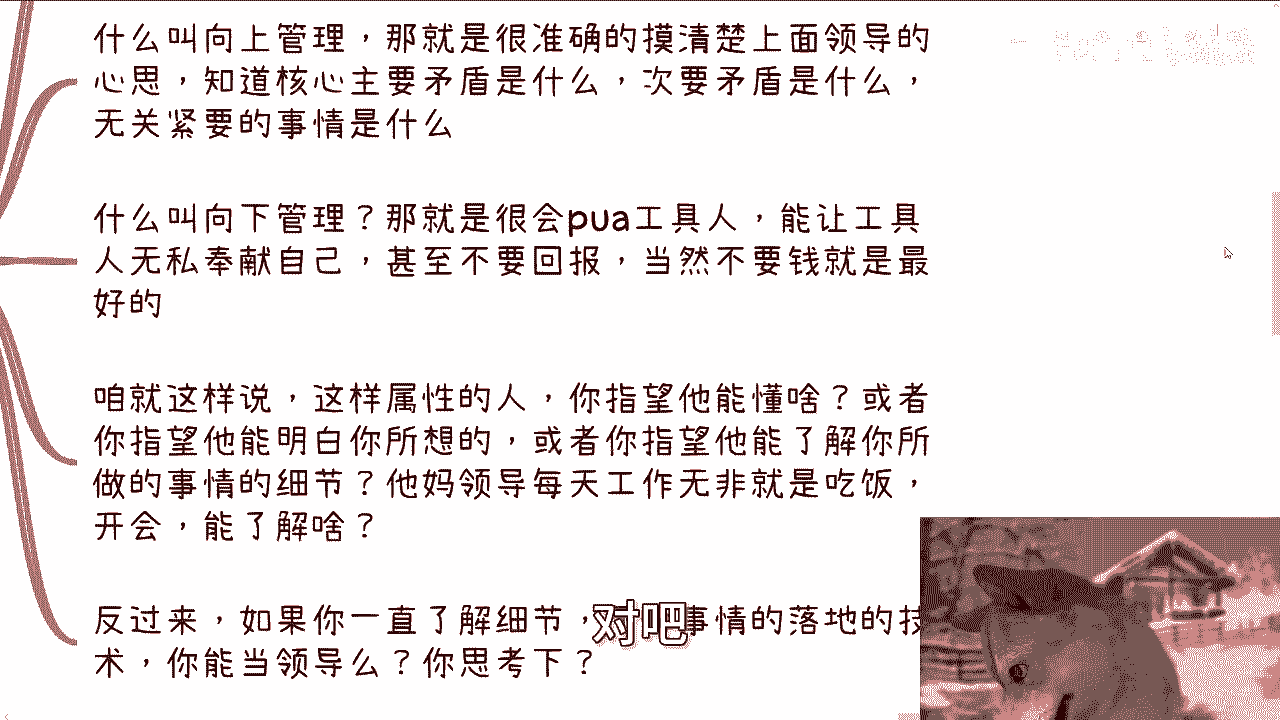 什么叫向上管理，那就是很准确的摸清楚上面领导的
心思，知道核心主要矛盾是什么，次要矛盾是什么，
无关紧要的事情是什么
什么叫向下管理？那就是很会pua工具人，能让工具
人无私奉献自己，甚至不要回报，当然不要钱就是最
好的
咱就这样说，这样属性的人，你指望他能懂啥？或者
你指望他能明白你所想的，或者你指望他能了解你所
做的事情的细节？他妈领导每天工作无非就是吃饭，
开会，能了解啥？
反过来，如果你一直了解细节，对吧事情的落地的技
术，你能当领导么？你思考下？